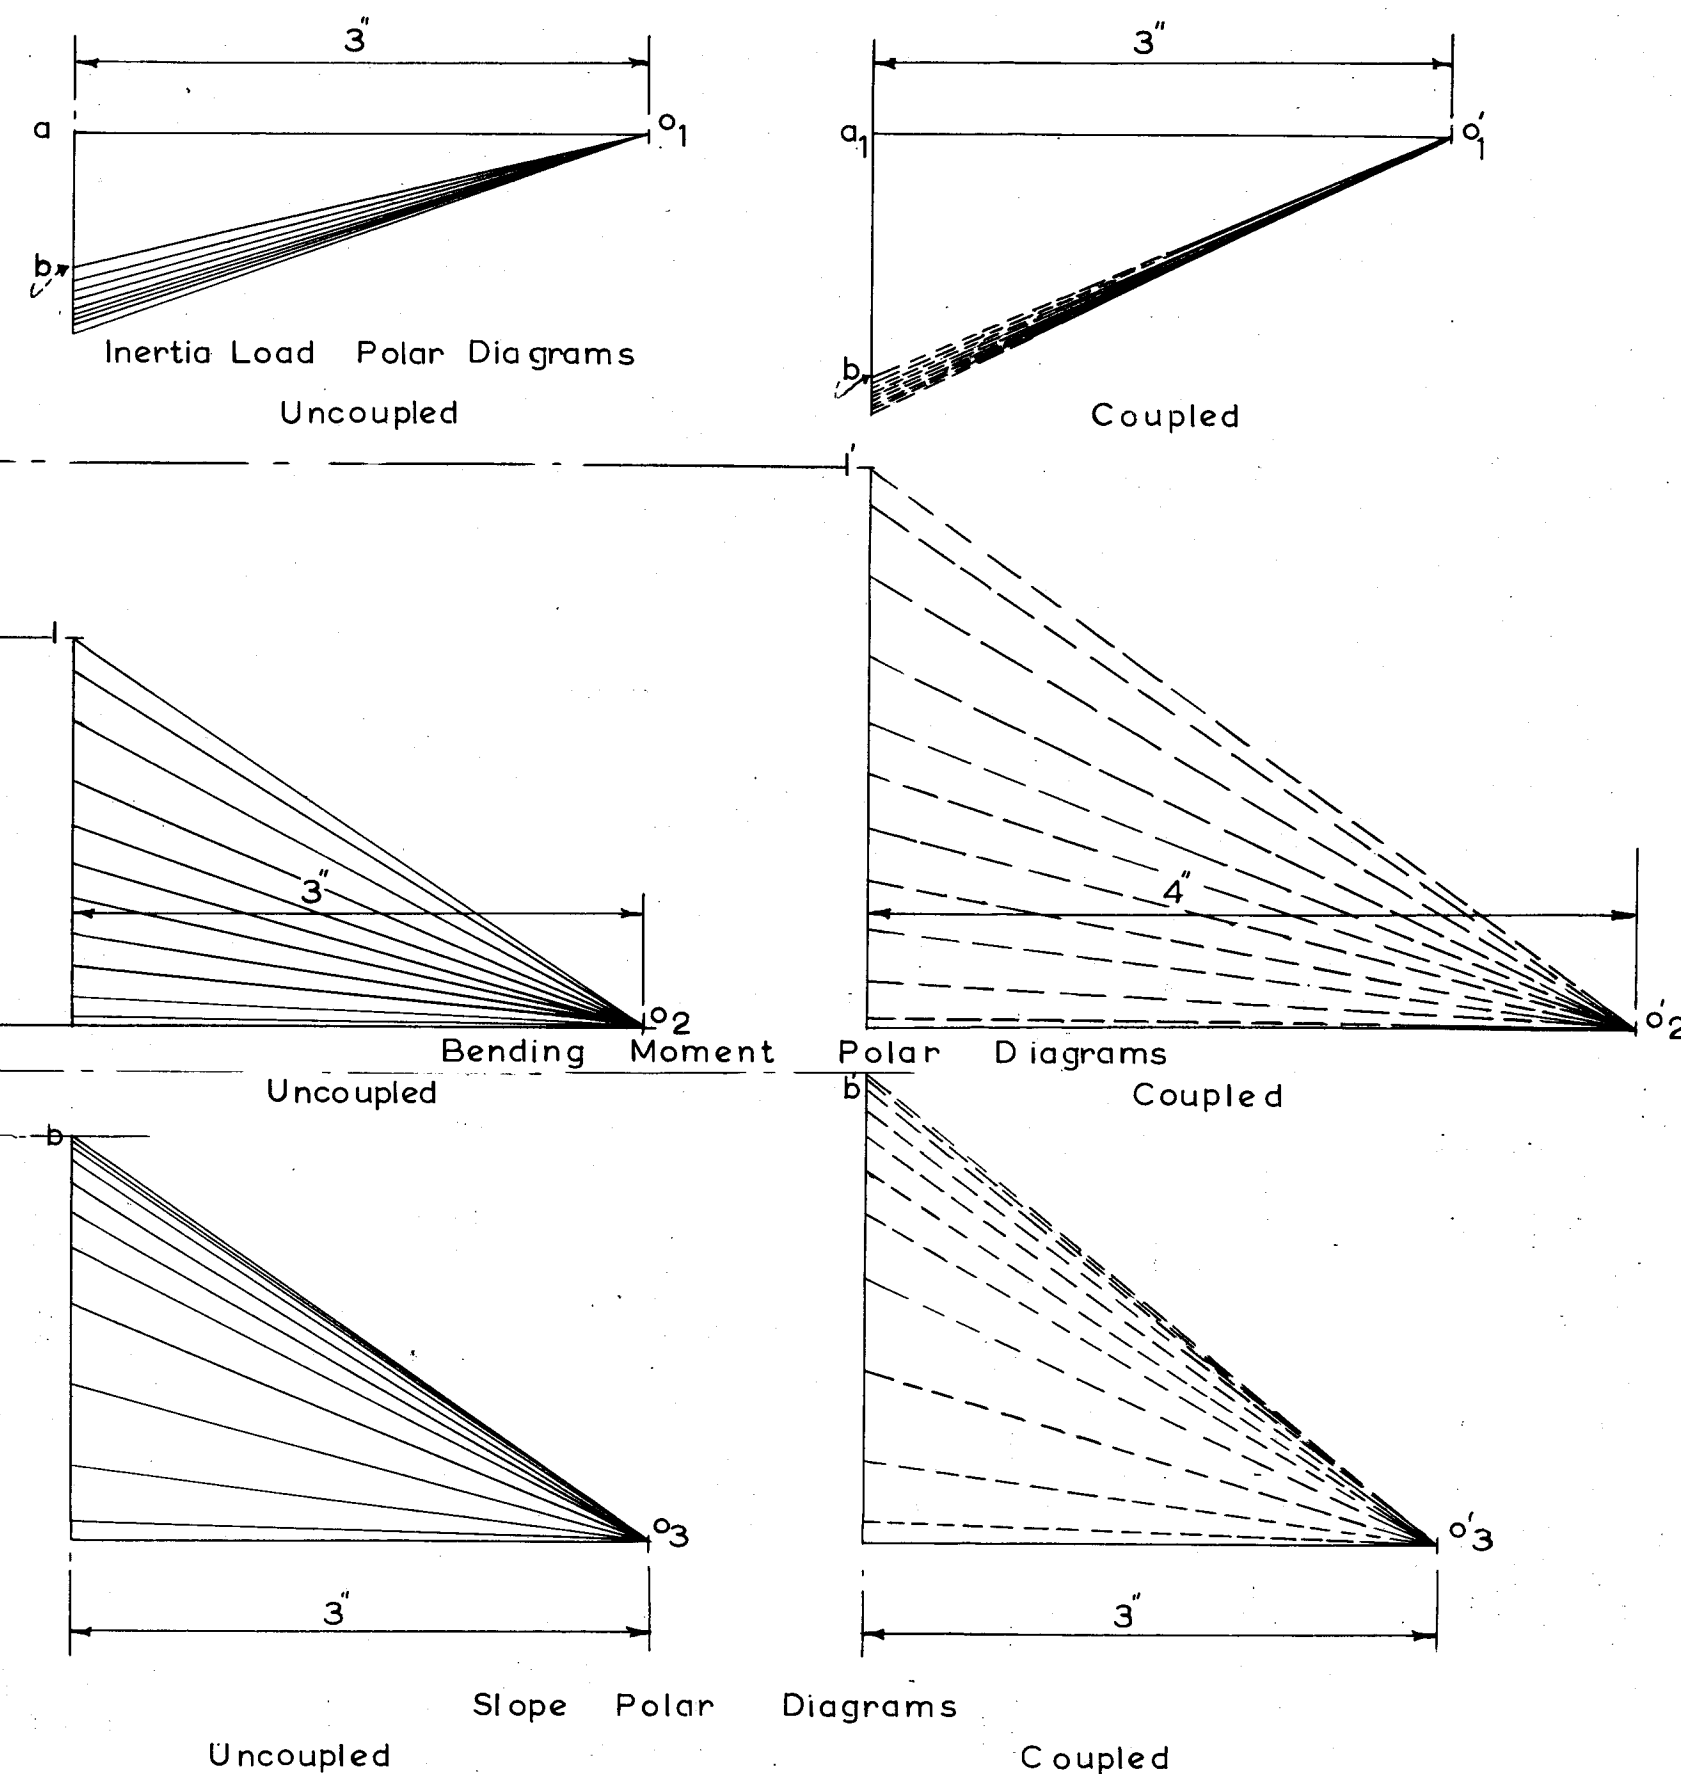 3"
3"
a
o1
a1
o'1
b
b
Inertia Load Polar Diagrams
Uncoupled
Coupled
1'
1
3"
4"
o2
o'2
Bending Moment Polar Diagrams
Uncoupled
Coupled
b'
b
o3
o'3
3"
3"
Slope Polar Diagrams
Uncoupled
Coupled